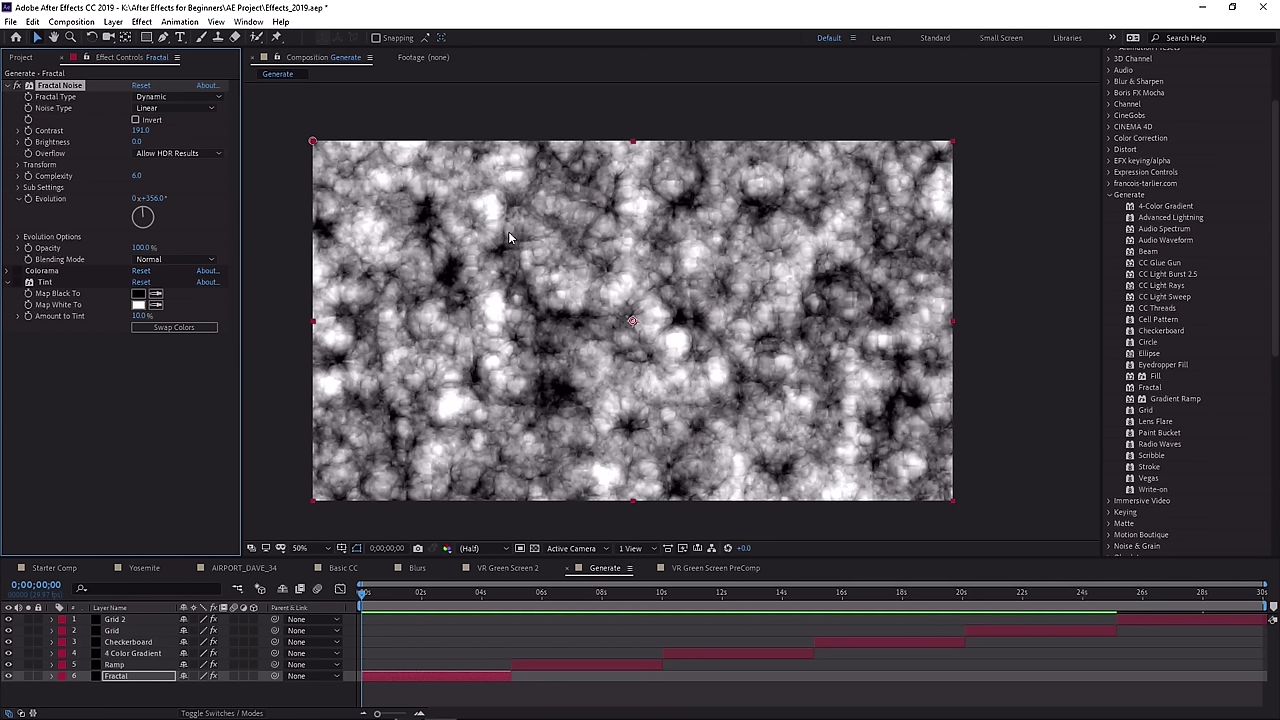 Adobe After Effects CC 2019 - K:\After Effects for Beginners\AE Project\Effects_2019.aep *
File Edit Composition Layer Effect Animation View Window Help
Snapping Default Learn Standard Small Screen Libraries Search Help
Project Effect Controls Fractal Composition Generate Footage (none)
Generate • Fractal
Generate
Fractal Noise Reset About...
Fractal Type Dynamic
Noise Type Linear
Invert
Contrast 191.0
Brightness 0.0
Overflow Allow HDR Results
Transform
Complexity 6.0
Sub Settings
Evolution 0x+356.0°
Evolution Options
Opacity 100.0 %
Blending Mode Normal
Colorama Reset About...
Tint Reset About...
Map Black To
Map White To
Amount to Tint 10.0 %
Swap Colors
3D Channel
Audio
Blur & Sharpen
Boris FX Mocha
Channel
CineGobs
CINEMA 4D
Color Correction
Distort
EFX keying/alpha
Expression Controls
francois-tarlier.com
Generate
4-Color Gradient
Advanced Lightning
Audio Spectrum
Audio Waveform
Beam
CC Glue Gun
CC Light Burst 2.5
CC Light Rays
CC Light Sweep
CC Threads
Cell Pattern
Checkerboard
Circle
Ellipse
Eyedropper Fill
Fill
Fractal
Gradient Ramp
Grid
Lens Flare
Paint Bucket
Radio Waves
Scribble
Stroke
Vegas
Write-on
Immersive Video
Keying
Matte
Motion Boutique
Noise & Grain
50% 0;00;00;00 (Half) Active Camera 1 View +0.0
Starter Comp Yosemite AIRPORT_DAVE_34 Basic CC Blurs VR Green Screen 2 Generate VR Green Screen PreComp
0;00;00;00
00000 (29.97 fps)
02s 04s 06s 08s 10s 12s 14s 16s 18s 20s 22s 24s 26s 28s 30s
# Layer Name Parent & Link
1 Grid 2 None
2 Grid None
3 Checkerboard None
4 4 Color Gradient None
5 Ramp None
6 Fractal None
Toggle Switches / Modes